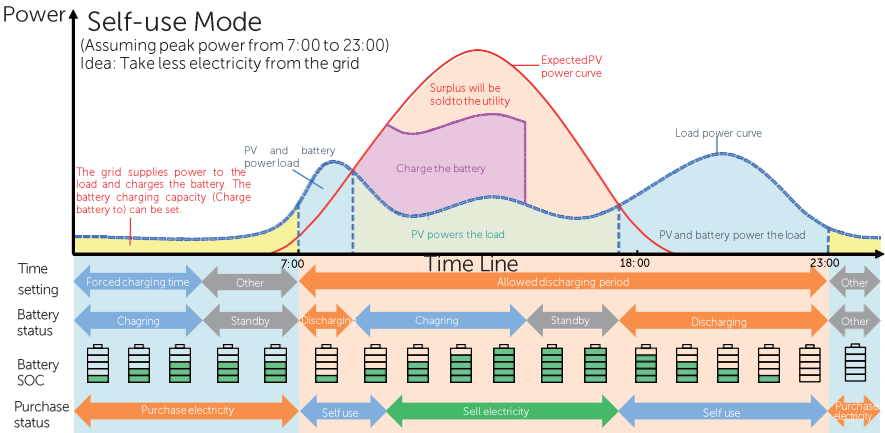 Power
Self-use Mode
(Assuming peak power from 7:00 to 23:00)
Idea: Take less electricity from the grid
ExpectedPV
power curve
Surplus will be
sold to the utility
PV and battery
power load
Load power curve
Charge the battery
The grid supplies power to the
load and charges the battery. The
battery charging capacity (Charge
battery to) can be set.
PV powers the load
PV and battery power the load
7:00
Time Line
18:00
23:00
Time
setting
Forced charging time
Other
Allowed discharging period
Other
Battery
status
Chagring
Standby
Dischargin
Chagring
Standby
Discharging
Other
Battery
SOC
Purchase
status
Purchase electricity
Self use
Sell electricity
Self use
Purchase
electricity